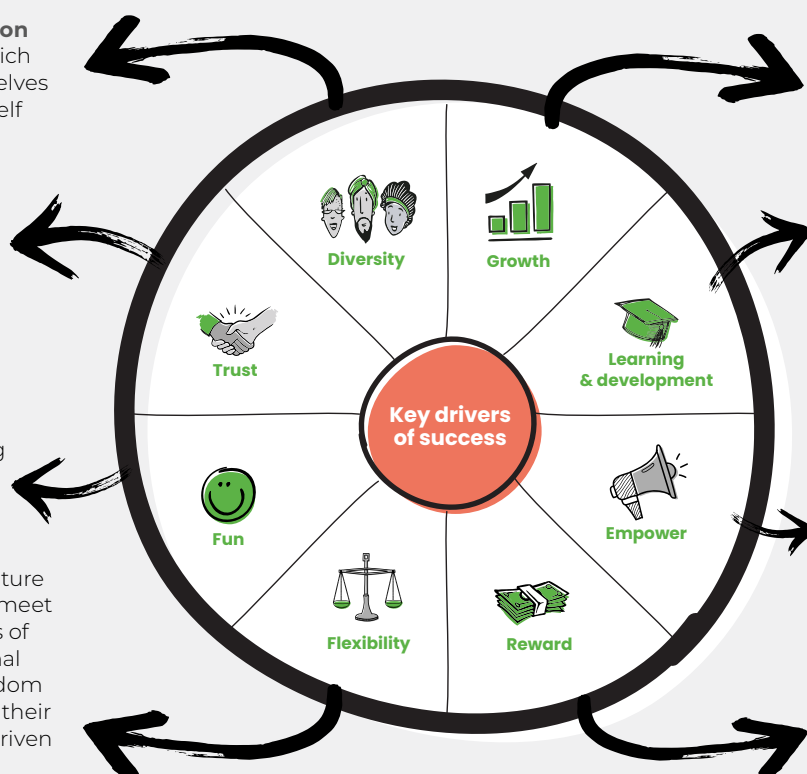 on
ich
elves
elf
Diversity
Growth
Trust
Learning
& development
Key drivers
of success
g
Fun
Empower
Flexibility
Reward
ture
meet
s of
nal
dom
their
riven